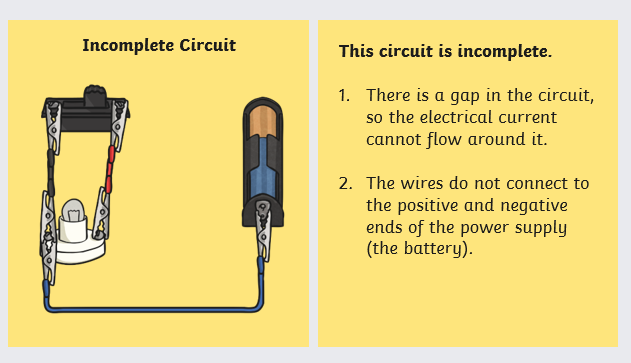 Incomplete Circuit
This circuit is incomplete.
1. There is a gap in the circuit,
so the electrical current
cannot flow around it.
2. The wires do not connect to
the positive and negative
ends of the power supply
(the battery).